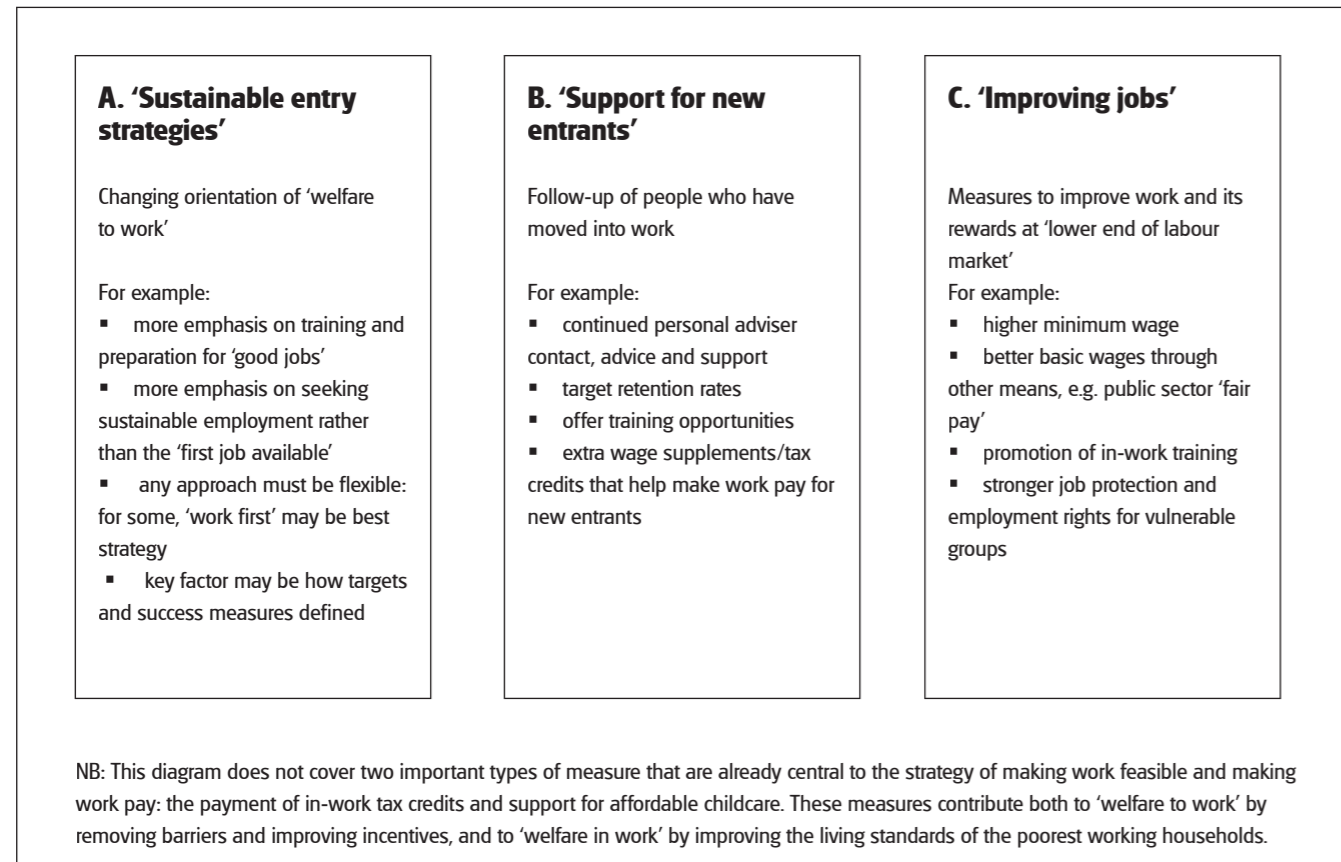 A. ‘Sustainable entry
strategies’
Changing orientation of ‘welfare
to work’
For example:
▪ more emphasis on training and
preparation for ‘good jobs’
▪ more emphasis on seeking
sustainable employment rather
than the ‘first job available’
▪ any approach must be flexible:
for some, ‘work first’ may be best
strategy
▪ key factor may be how targets
and success measures defined
B. ‘Support for new
entrants’
Follow-up of people who have
moved into work
For example:
▪ continued personal adviser
contact, advice and support
▪ target retention rates
▪ offer training opportunities
▪ extra wage supplements/tax
credits that help make work pay for
new entrants
C. ‘Improving jobs’
Measures to improve work and its
rewards at ‘lower end of labour
market’
For example:
▪ higher minimum wage
▪ better basic wages through
other means, e.g. public sector ‘fair
pay’
▪ promotion of in-work training
▪ stronger job protection and
employment rights for vulnerable
groups
NB: This diagram does not cover two important types of measure that are already central to the strategy of making work feasible and making
work pay: the payment of in-work tax credits and support for affordable childcare. These measures contribute both to ‘welfare to work’ by
removing barriers and improving incentives, and to ‘welfare in work’ by improving the living standards of the poorest working households.